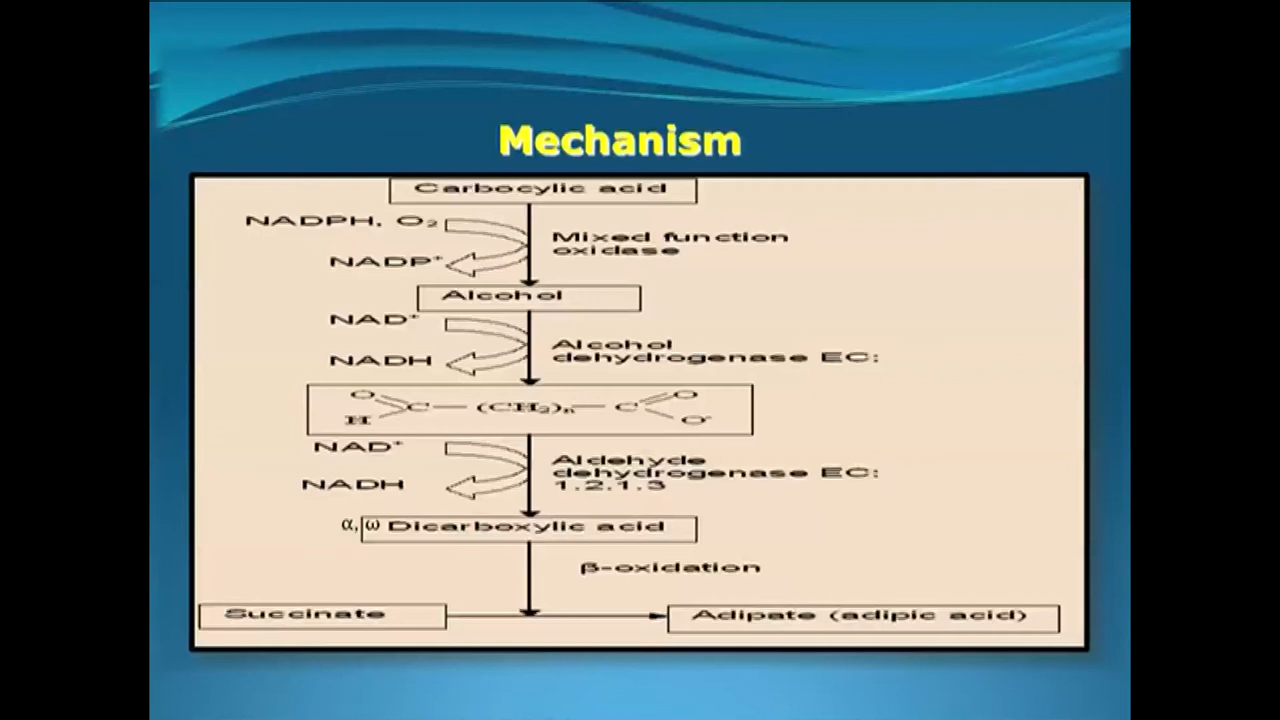 Mechanism
Carbocylic acid
NADPH, O₂
Mixed function
oxidase
NADP⁺
Alcohol
NAD⁺
Alcohol
dehydrogenase EC:
NADH
O O
C — (CH₂)ₙ — C
H O⁻
NAD⁺
Aldehyde
dehydrogenase EC:
1.2.1.3
NADH
α, ω Dicarboxylic acid
β-oxidation
Succinate
Adipate (adipic acid)